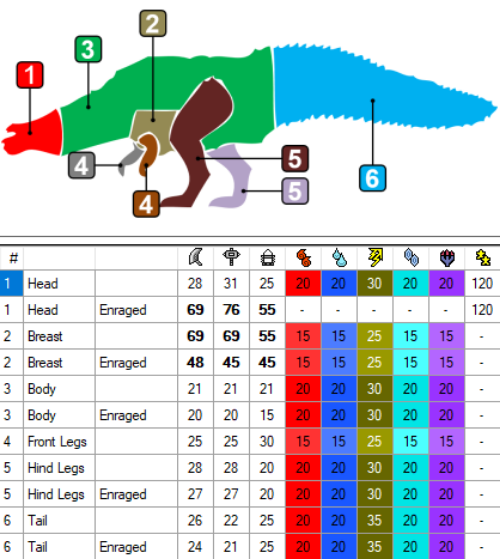 2
3
1
4
5
4
5
6
#
1 Head 28 31 25 20 20 30 20 20 120
1 Head Enraged 69 76 55 - - - - - 120
2 Breast 69 69 55 15 15 25 15 15 -
2 Breast Enraged 48 45 45 15 15 25 15 15 -
3 Body 21 21 21 20 20 30 20 20 -
3 Body Enraged 20 20 15 20 20 30 20 20 -
4 Front Legs 25 25 30 15 15 25 15 15 -
5 Hind Legs 28 28 20 20 20 30 20 20 -
5 Hind Legs Enraged 27 27 20 20 20 30 20 20 -
6 Tail 26 22 25 20 20 35 20 20 -
6 Tail Enraged 24 21 25 20 20 35 20 20 -